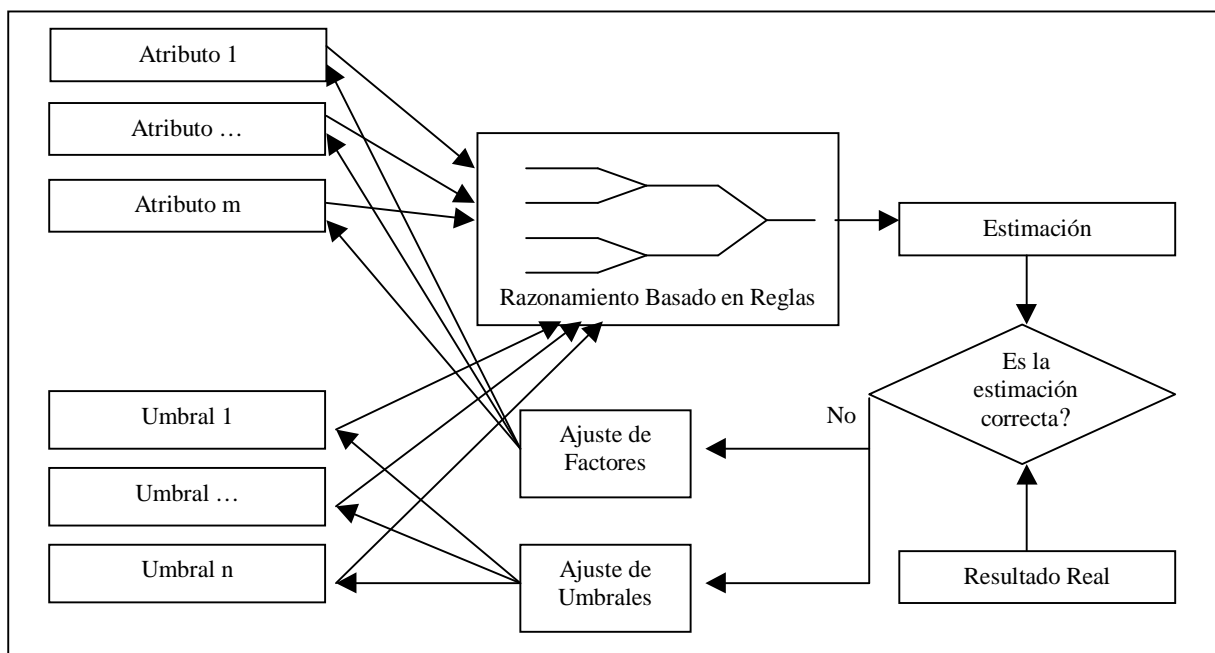 Atributo 1
Atributo …
Atributo m
Razonamiento Basado en Reglas
Estimación
Es la
estimación
correcta?
No
Umbral 1
Umbral …
Umbral n
Ajuste de
Factores
Ajuste de
Umbrales
Resultado Real